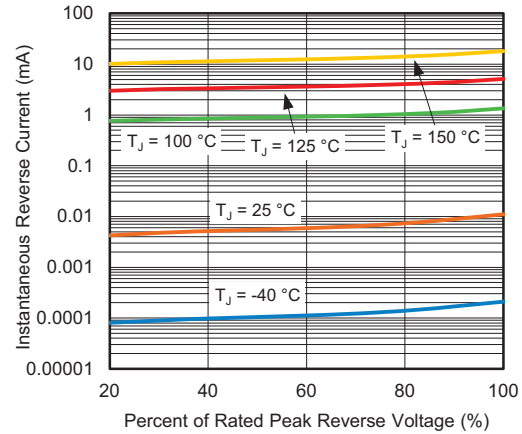 Instantaneous Reverse Current (mA)
100
10
1
0.1
0.01
0.001
0.0001
0.00001
T_J = 100 °C
T_J = 125 °C
T_J = 150 °C
T_J = 25 °C
T_J = -40 °C
20 40 60 80 100
Percent of Rated Peak Reverse Voltage (%)